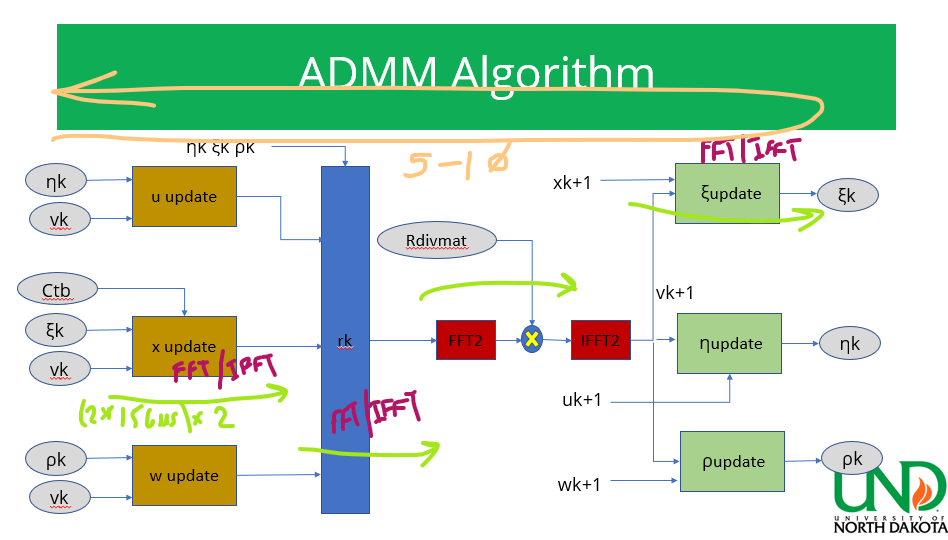 ADMM Algorithm
ηk ξk ρk
5-10
FFT/IFFT
ηk
vk
u update
xk+1
ξupdate
ξk
Rdivmat
Ctb
ξk
vk
x update
FFT/IFFT
(2*156us)*2
rk
FFT/IFFT
FFT2
X
IFFT2
vk+1
ηupdate
ηk
uk+1
ρk
vk
w update
ρupdate
ρk
wk+1
UND
UNIVERSITY OF
NORTH DAKOTA